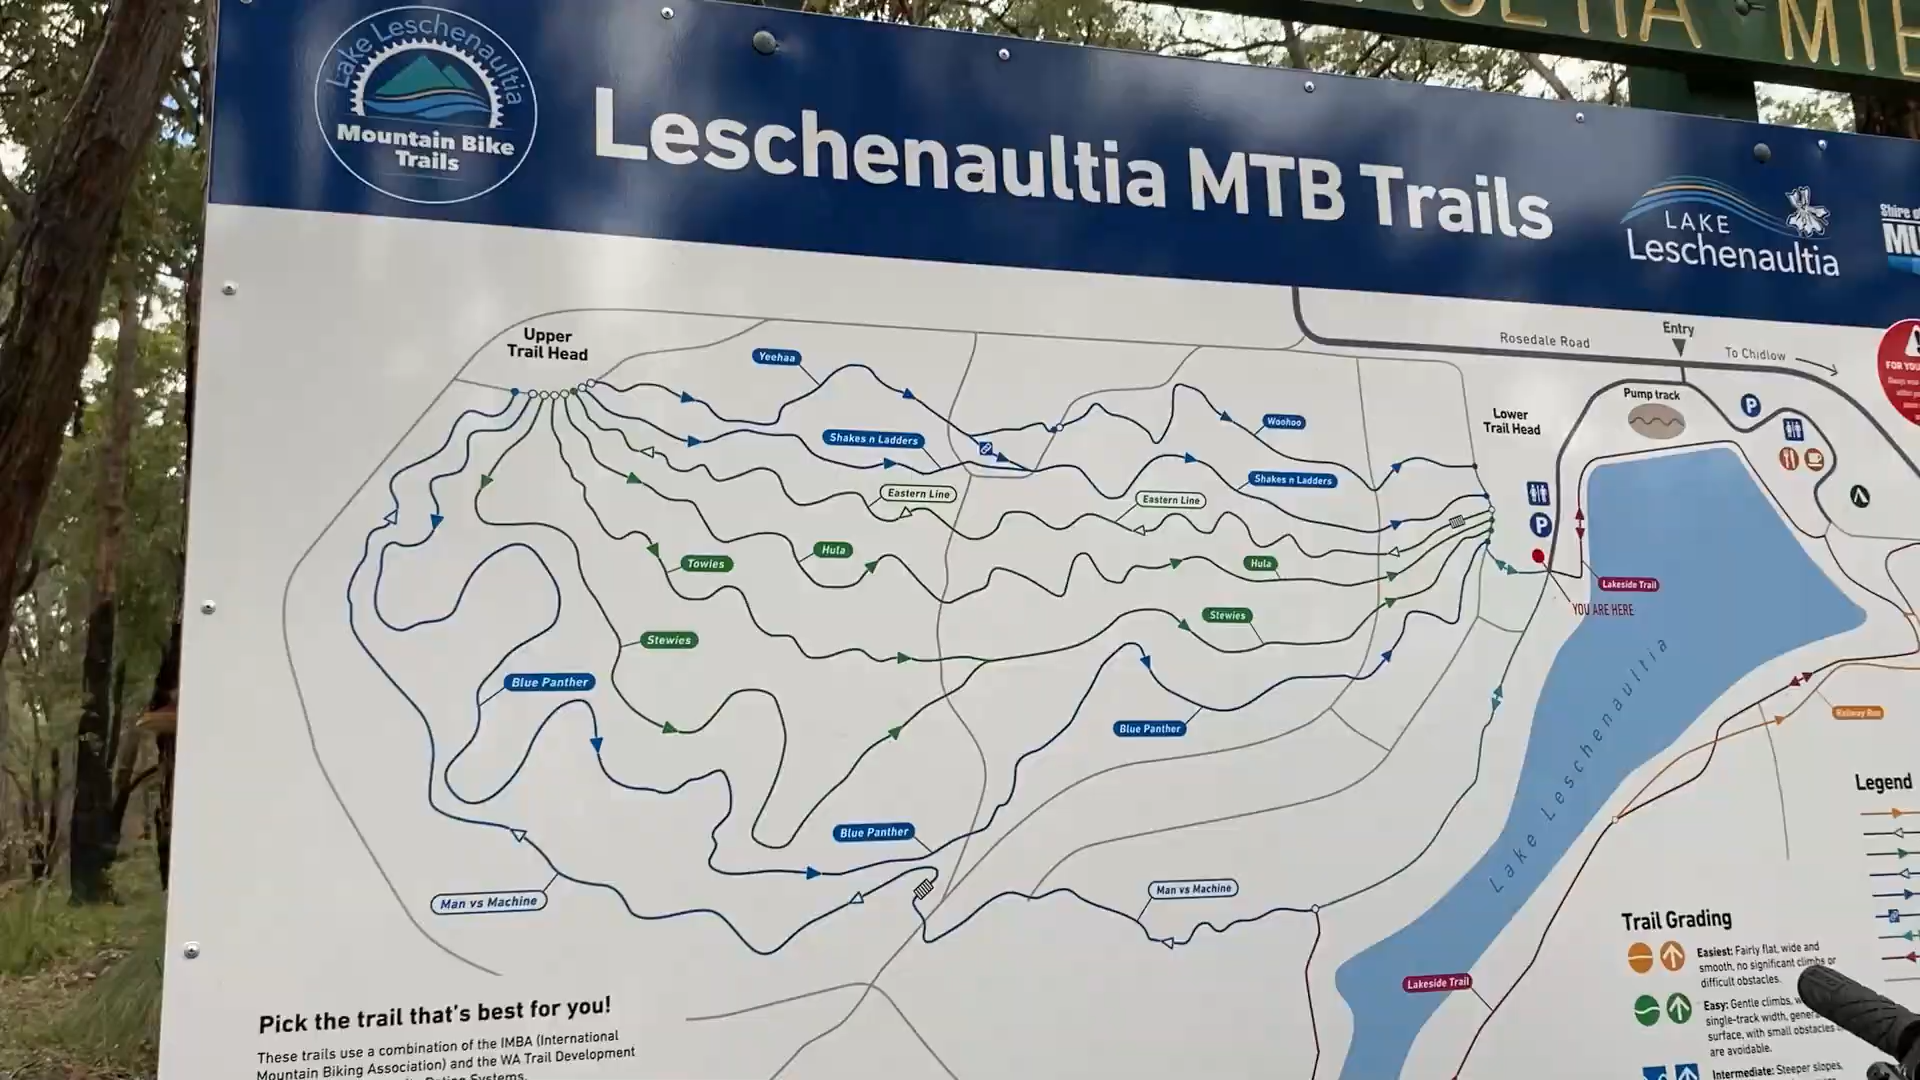 Lake Leschenaultia
Mountain Bike
Trails
Leschenaultia MTB Trails
LAKE
Leschenaultia
Upper
Trail Head
Yeehaa
Shakes n Ladders
Woohoo
Shakes n Ladders
Eastern Line
Eastern Line
Towies
Hula
Hula
Stewies
Stewies
Blue Panther
Blue Panther
Blue Panther
Man vs Machine
Man vs Machine
Rosedale Road
Entry
To Chidlow
Pump track
P
Lower
Trail Head
P
Lakeside Trail
YOU ARE HERE
Lake Leschenaultia
Railway Run
Lakeside Trail
Legend
Trail Grading
Easiest: Fairly flat, wide and
smooth, no significant climbs or
difficult obstacles.
Easy: Gentle climbs,
single-track width,
surface, with small obstacles
are avoidable.
Intermediate: Steeper slopes,
Pick the trail that's best for you!
These trails use a combination of the IMBA (International
Mountain Biking Association) and the WA Trail Development
FOR YOU